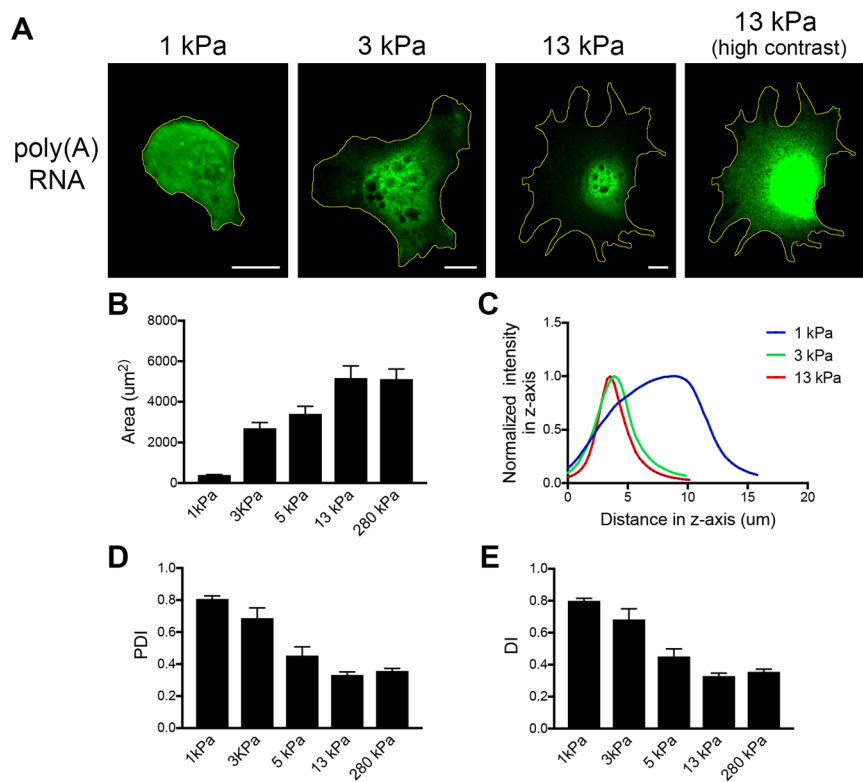 A
1 kPa
3 kPa
13 kPa
13 kPa
(high contrast)
poly(A)
RNA
B
8000
6000
4000
2000
0
Area (um²)
1kPa
3KPa
5 kPa
13 kPa
280 kPa
C
1.5
1.0
0.5
0.0
Normalized intensity
in z-axis
0
5
10
15
20
Distance in z-axis (um)
1 kPa
3 kPa
13 kPa
D
1.0
0.8
0.6
0.4
0.2
0.0
PDI
1kPa
3KPa
5 kPa
13 kPa
280 kPa
E
1.0
0.8
0.6
0.4
0.2
0.0
DI
1kPa
3kPa
5 kPa
13 kPa
280 kPa